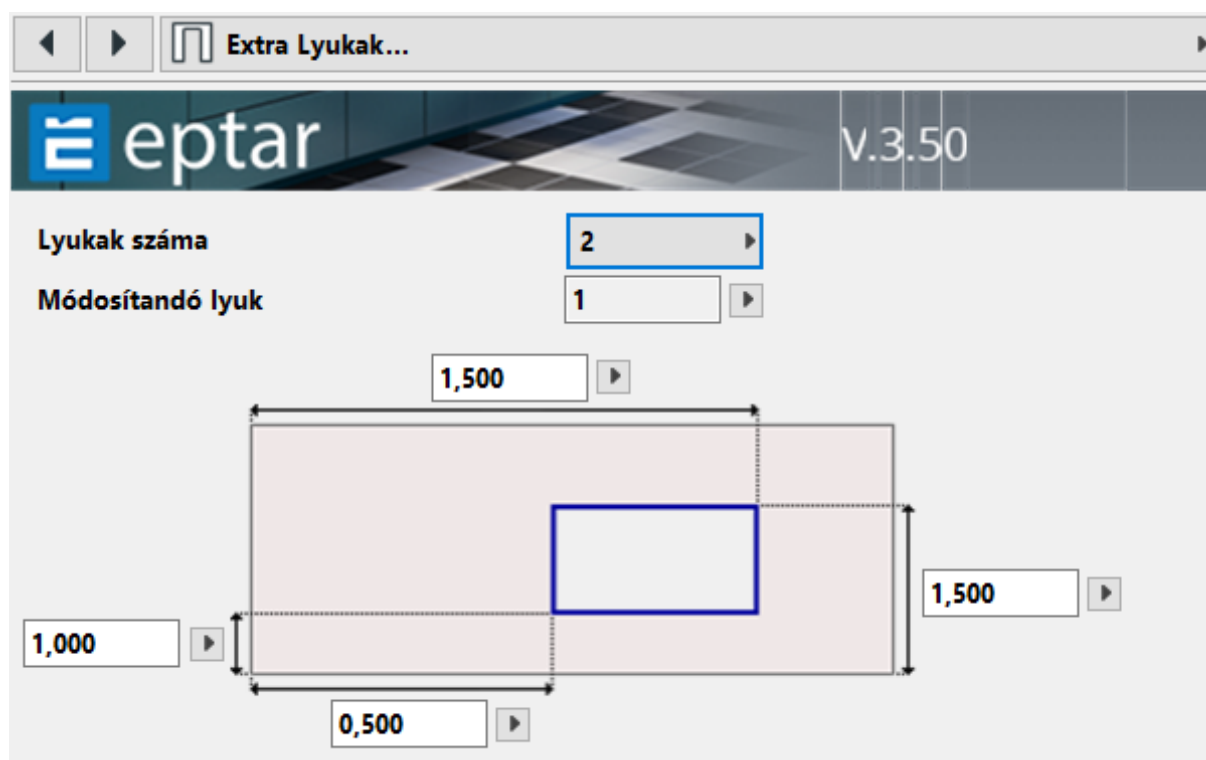 Extra Lyukak...
eptar V.3.50
Lyukak száma 2
Módosítandó lyuk 1
1,500
1,500
1,000
0,500